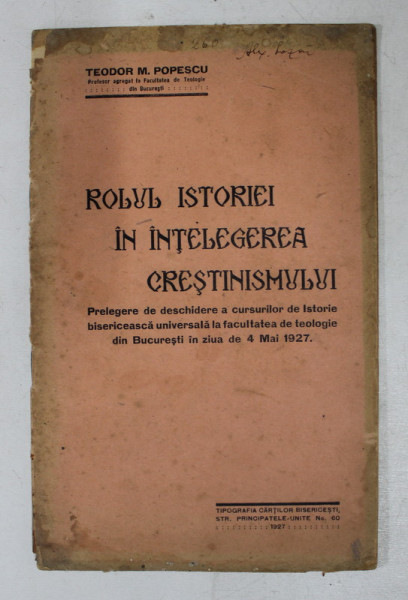 TEODOR M. POPESCU
Profesor agregat la Facultatea de Teologie
din București
ROLUL ISTORIEI
ÎN ÎNŢELEGEREA
CREŞTINISMULUI
Prelegere de deschidere a cursurilor de Istorie
bisericească universală la facultatea de teologie
din Bucureşti în ziua de 4 Mai 1927.
TIPOGRAFIA CĂRŢILOR BISERICEŞTI,
STR. PRINCIPATELE-UNITE No. 60
1927